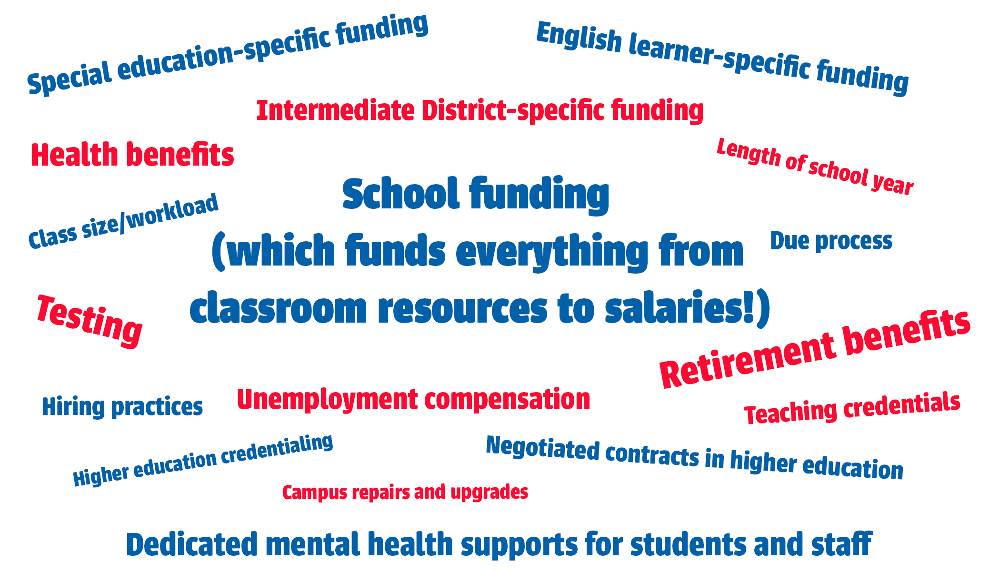 Special education-specific funding
English learner-specific funding
Intermediate District-specific funding
Health benefits
Length of school year
School funding
(which funds everything from
classroom resources to salaries!)
Class size/workload
Due process
Testing
Retirement benefits
Hiring practices
Unemployment compensation
Teaching credentials
Higher education credentialing
Negotiated contracts in higher education
Campus repairs and upgrades
Dedicated mental health supports for students and staff